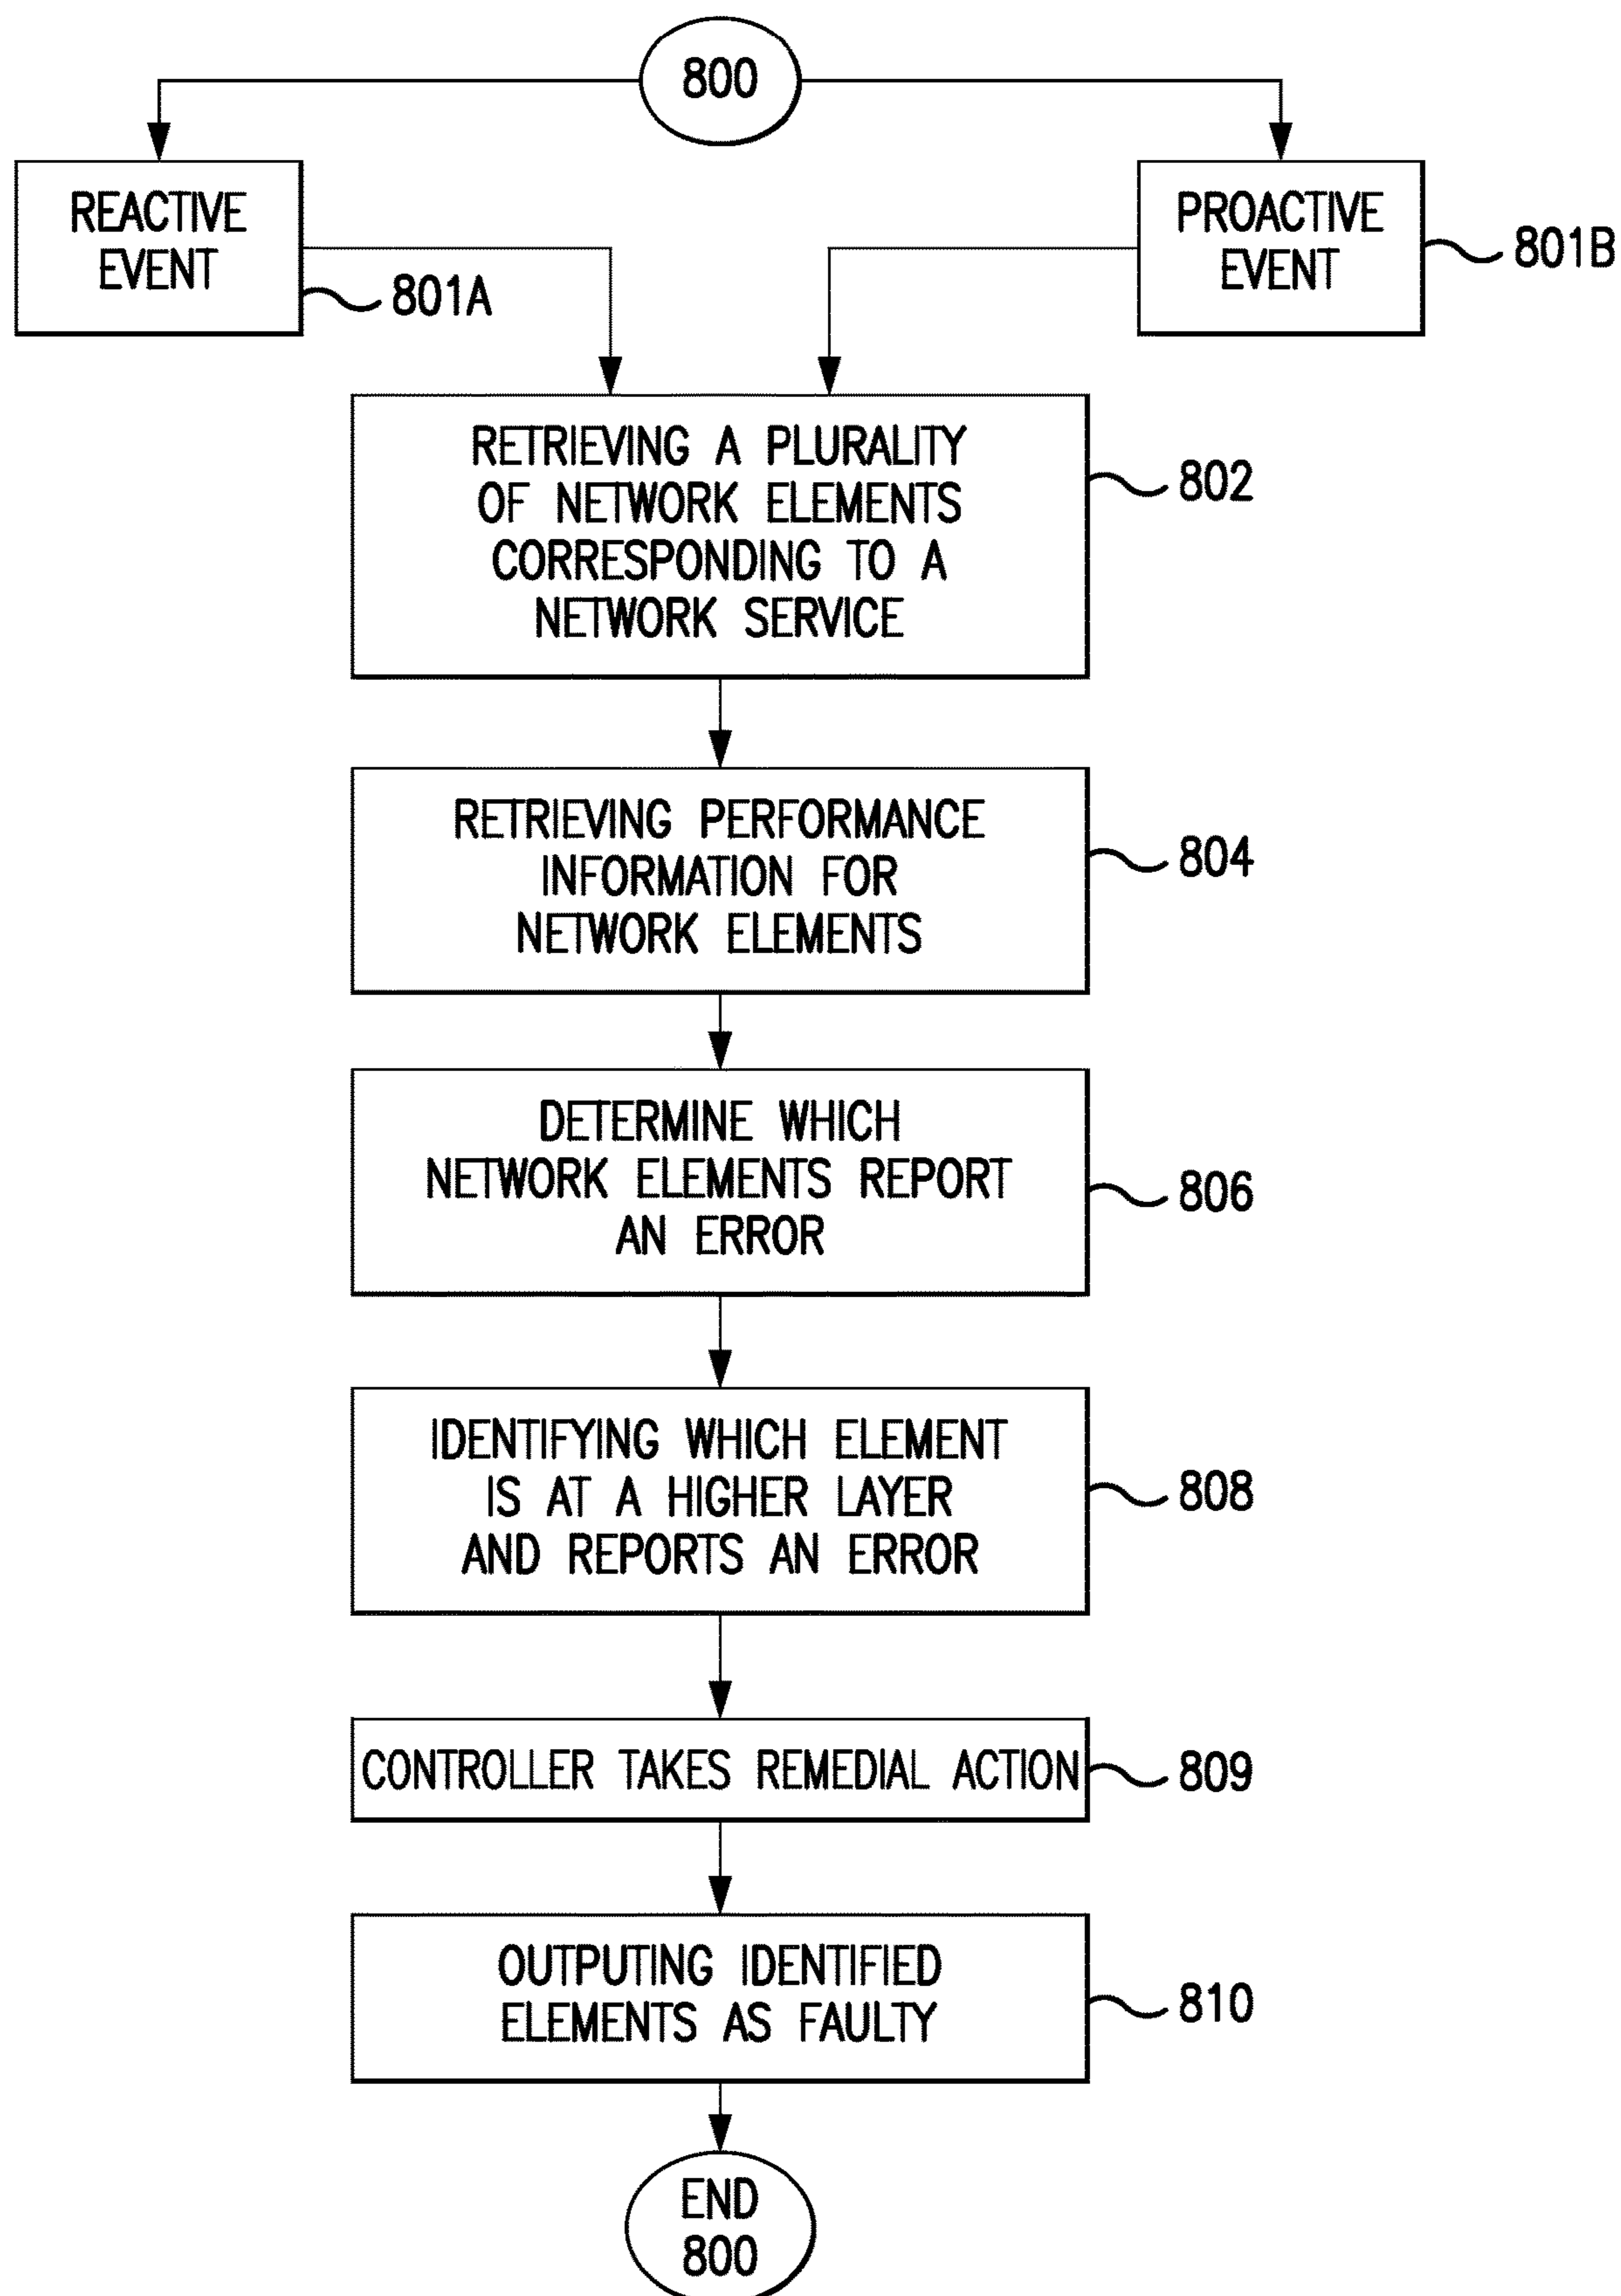 800
REACTIVE
EVENT
801A
PROACTIVE
EVENT
801B
RETRIEVING A PLURALITY
OF NETWORK ELEMENTS
CORRESPONDING TO A
NETWORK SERVICE
802
RETRIEVING PERFORMANCE
INFORMATION FOR
NETWORK ELEMENTS
804
DETERMINE WHICH
NETWORK ELEMENTS REPORT
AN ERROR
806
IDENTIFYING WHICH ELEMENT
IS AT A HIGHER LAYER
AND REPORTS AN ERROR
808
CONTROLLER TAKES REMEDIAL ACTION
809
OUTPUTING IDENTIFIED
ELEMENTS AS FAULTY
810
END
800